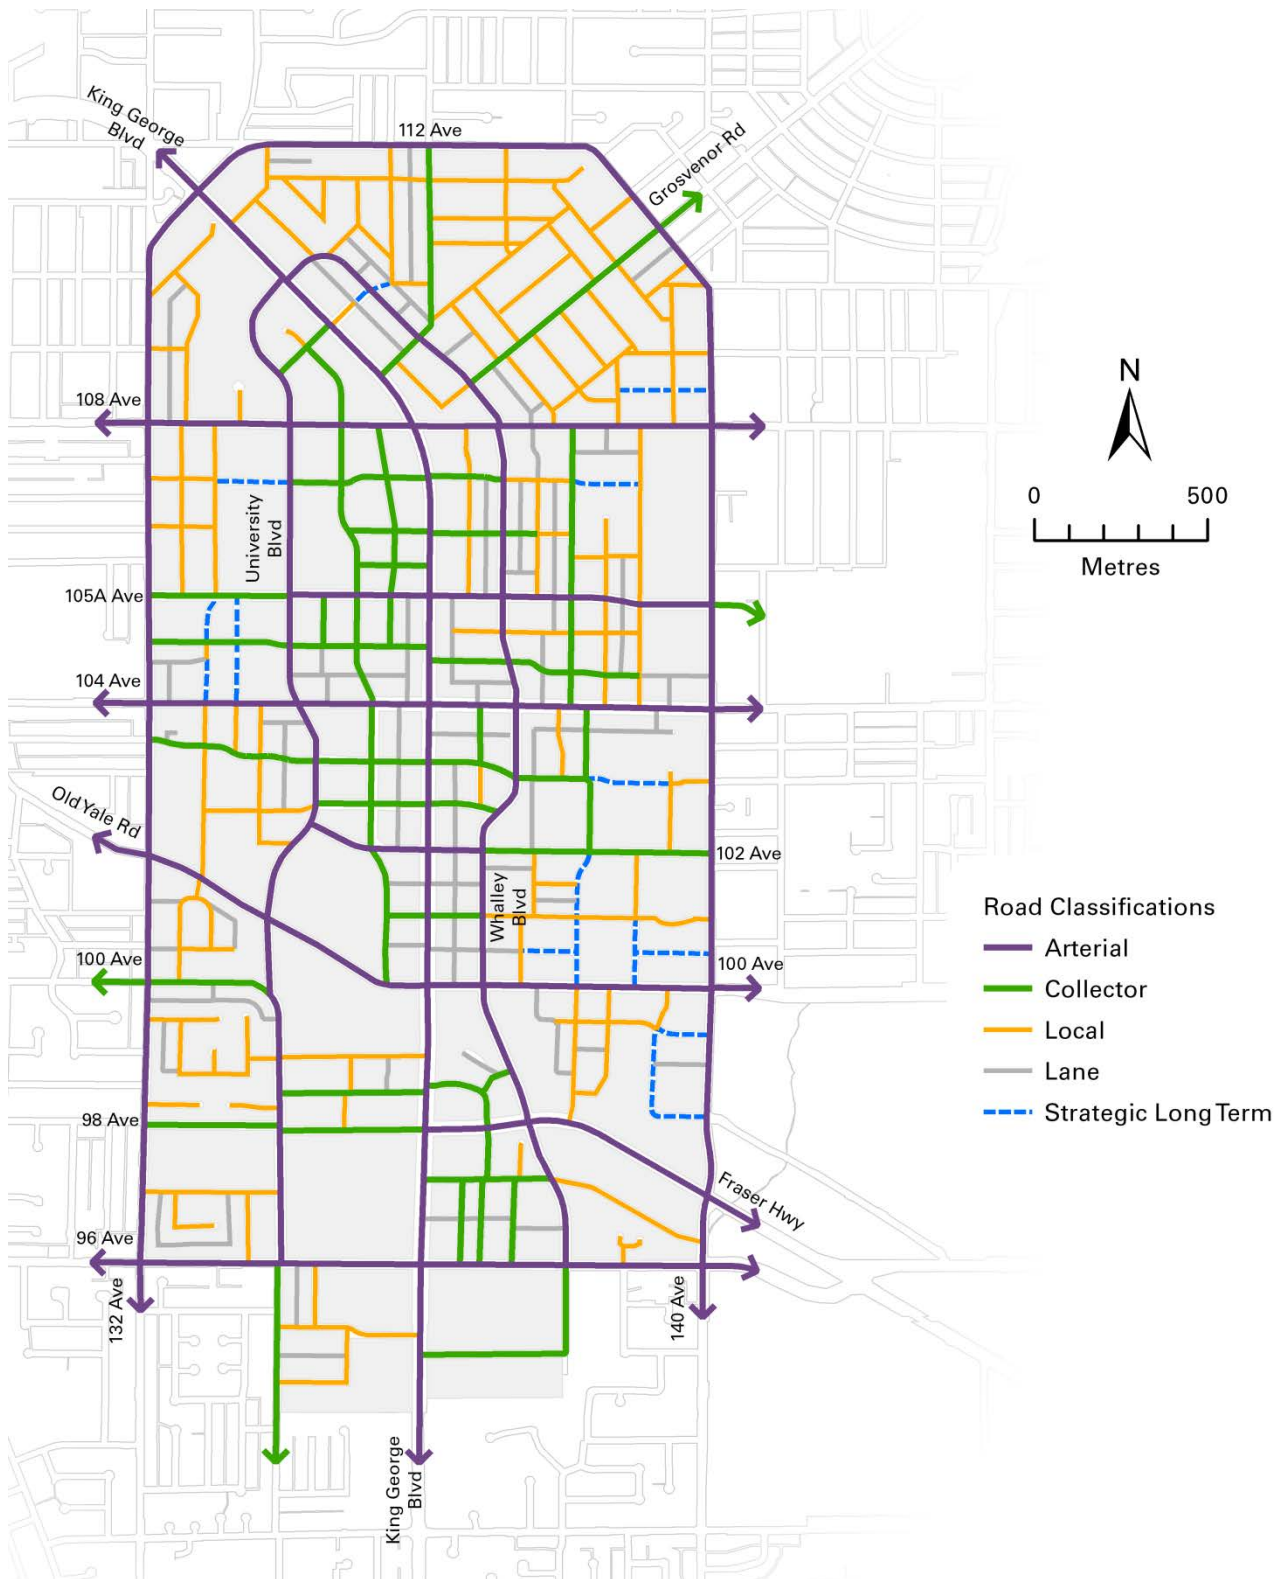 King George
Blvd
112 Ave
Grosvenor Rd
N
108 Ave
0 500
Metres
University
Blvd
105A Ave
104 Ave
Old Yale Rd
102 Ave
Whalley
Blvd
Road Classifications
Arterial
100 Ave
100 Ave
Collector
Local
Lane
98 Ave
Strategic Long Term
Fraser Hwy
96 Ave
132 Ave
140 Ave
King George
Blvd